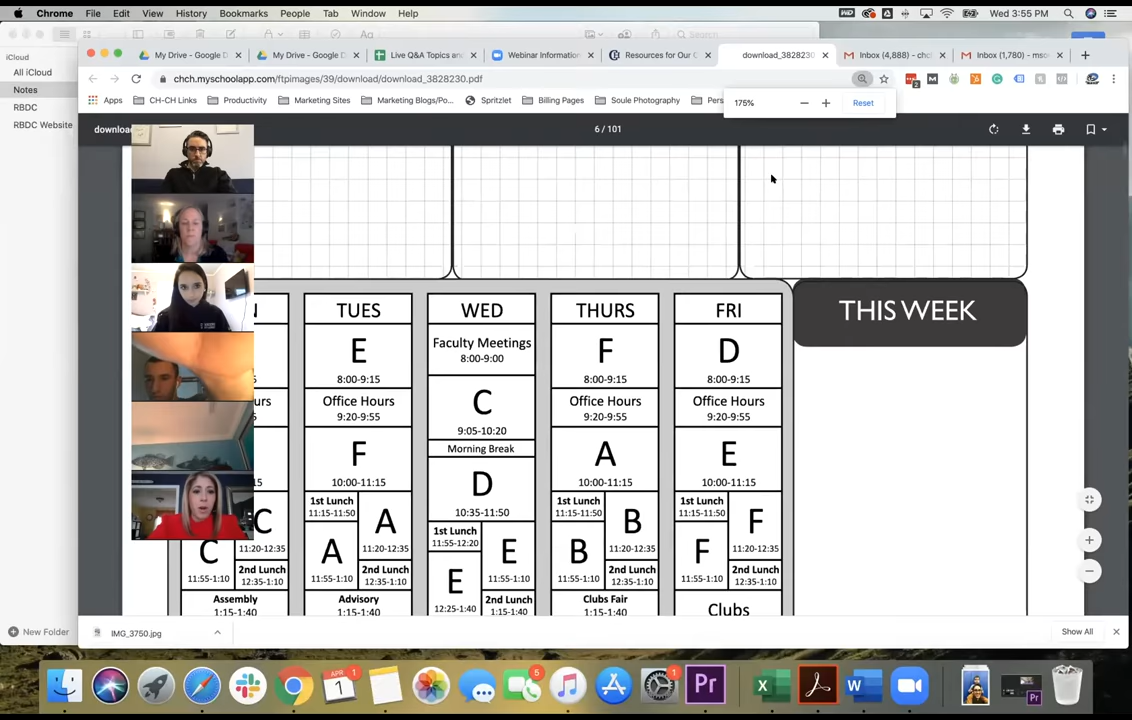 Chrome File Edit View History Bookmarks People Tab Window Help Wed 3:55 PM
Search
iCloud
All iCloud
Notes
RBDC
RBDC Website
New Folder
My Drive - Google D
My Drive - Google D
Live Q&A Topics and
Webinar Information
Resources for Our C
download_3828230
Inbox (4,888) - chch
Inbox (1,780) - mso
chch.myschoolapp.com/ftpimages/39/download/download_3828230.pdf
Apps CH-CH Links Productivity Marketing Sites Marketing Blogs/Po... Spritzlet Billing Pages Soule Photography Pers
175% Reset
downloa
6 / 101
TUES
E
8:00-9:15
Office Hours
9:20-9:55
F
10:00-11:15
1st Lunch
11:15-11:50
A
11:20-12:35
A
11:55-1:10
2nd Lunch
12:35-1:10
Advisory
1:15-1:40
WED
Faculty Meetings
8:00-9:00
C
9:05-10:20
Morning Break
D
10:35-11:50
1st Lunch
11:55-12:20
E
11:55-1:10
E
12:25-1:40
2nd Lunch
1:15-1:40
THURS
F
8:00-9:15
Office Hours
9:20-9:55
A
10:00-11:15
1st Lunch
11:15-11:50
B
11:20-12:35
B
11:55-1:10
2nd Lunch
12:35-1:10
Clubs Fair
1:15-1:40
FRI
D
8:00-9:15
Office Hours
9:20-9:55
E
10:00-11:15
1st Lunch
11:15-11:50
F
11:20-12:35
F
11:55-1:10
2nd Lunch
12:35-1:10
Clubs
THIS WEEK
C
11:20-12:35
C
11:55-1:10
2nd Lunch
12:35-1:10
Assembly
1:15-1:40
IMG_3750.jpg
Show All
APR
1
5
1
Pr
X
W
Pr